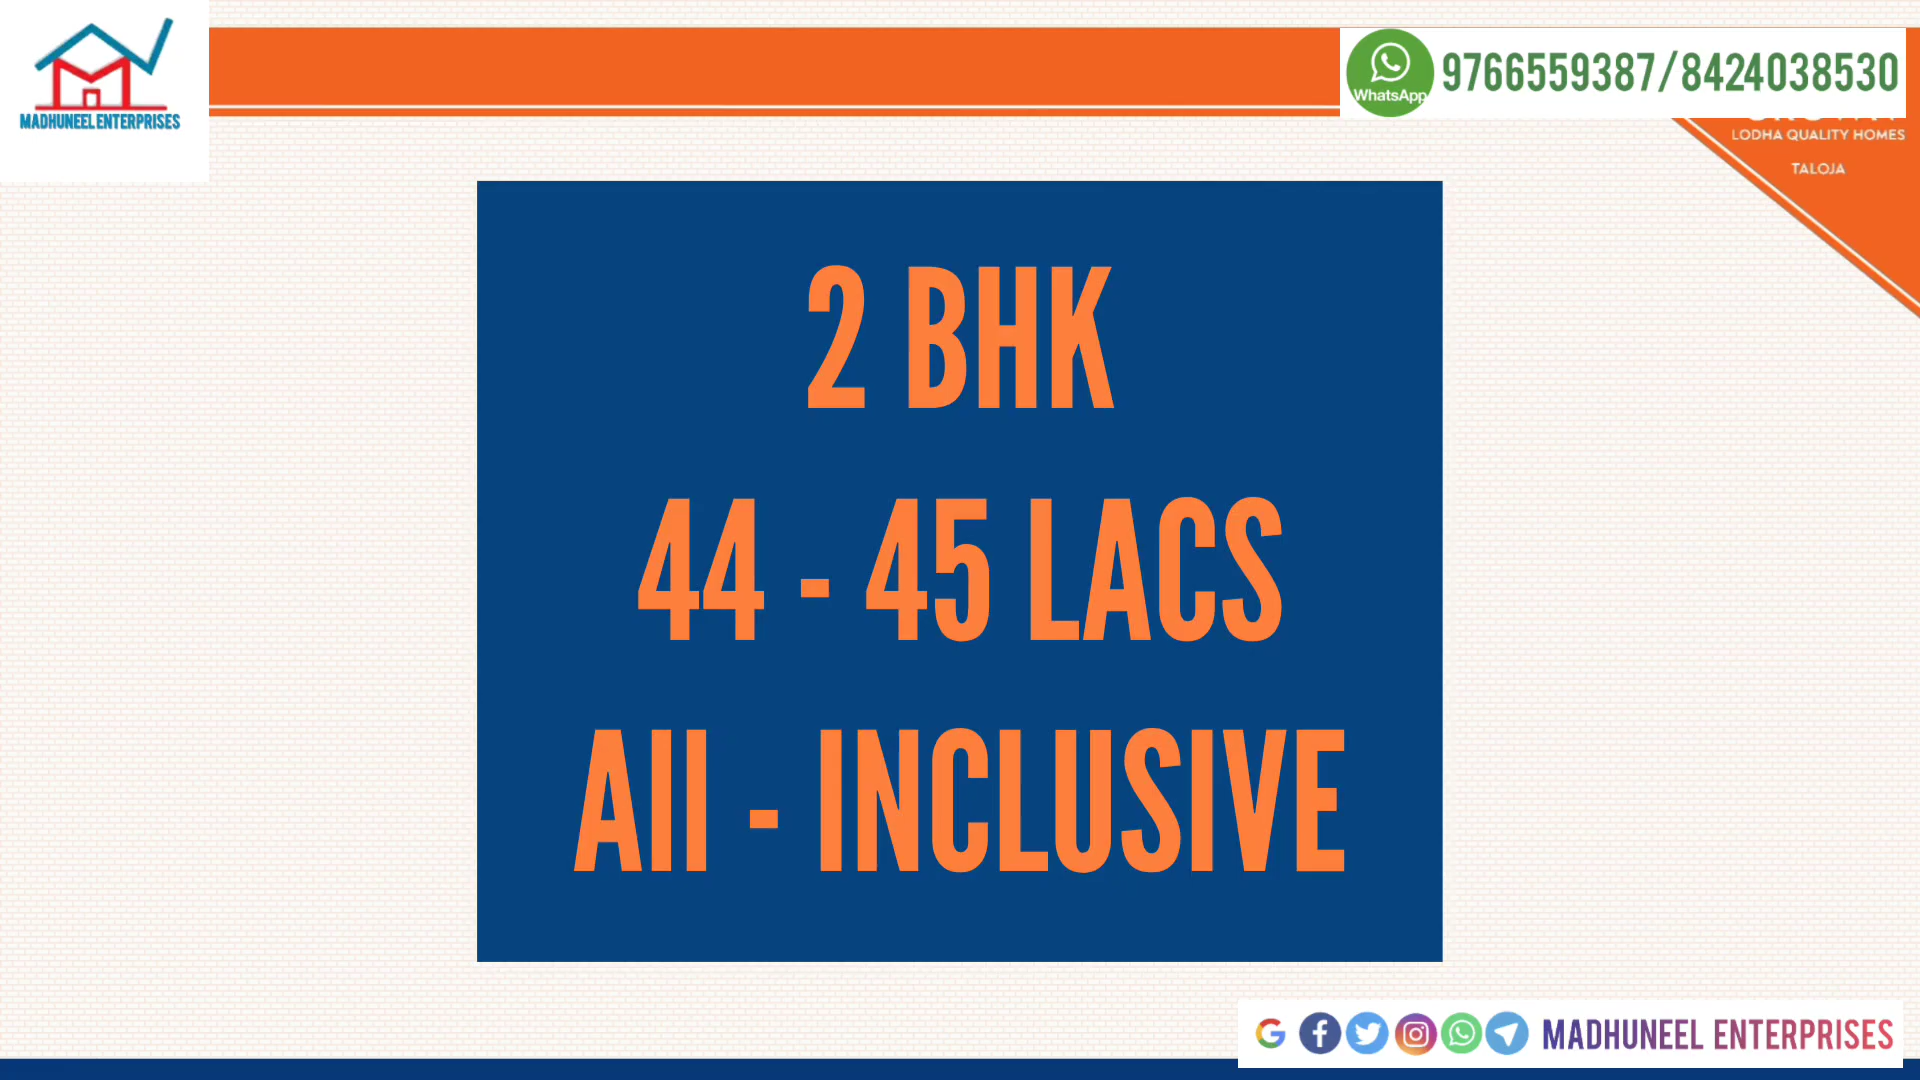 MADHUNEEL ENTERPRISES
WhatsApp
9766559387/8424038530
LODHA QUALITY HOMES
TALOJA
2 BHK
44 - 45 LACS
All - INCLUSIVE
MADHUNEEL ENTERPRISES